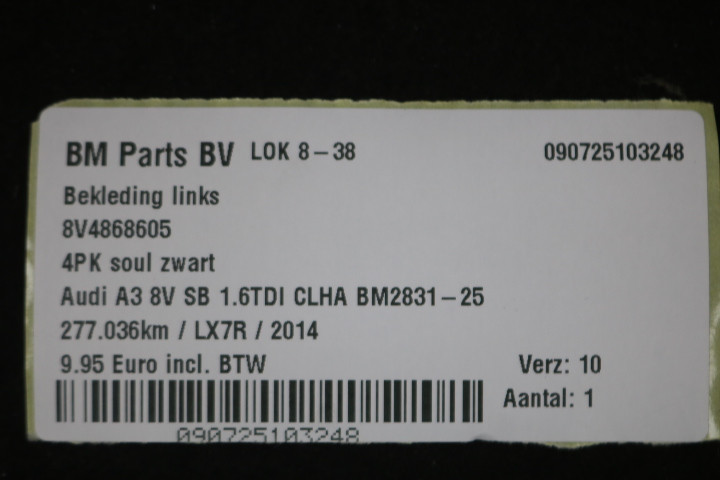 BM Parts BV LOK 8-38 090725103248
Bekleding links
8V4868605
4PK soul zwart
Audi A3 8V SB 1.6TDI CLHA BM2831-25
277.036km / LX7R / 2014
9.95 Euro incl. BTW Verz: 10
Aantal: 1
090725103248